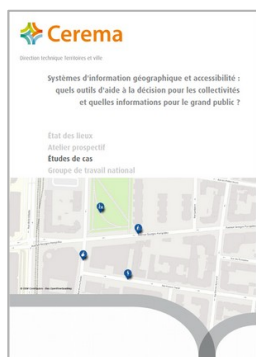 Cerema
Direction technique Territoires et ville
Systèmes d'information géographique et accessibilité :
quels outils d'aide à la décision pour les collectivités
et quelles informations pour le grand public ?
État des lieux
Atelier prospectif
Études de cas
Groupe de travail national